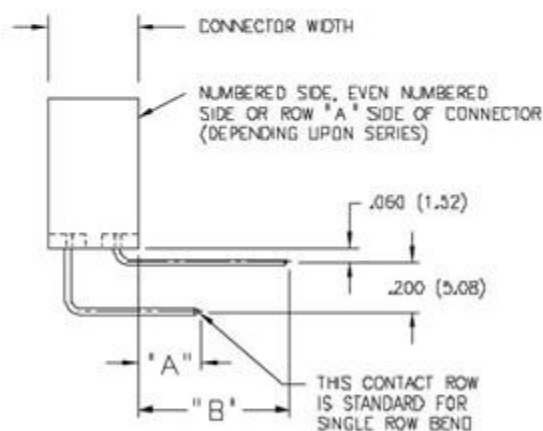 CONNECTOR WIDTH
NUMBERED SIDE, EVEN NUMBERED
SIDE OR ROW "A" SIDE OF CONNECTOR
(DEPENDING UPON SERIES)
.060 (1.52)
.200 (5.08)
"A"
"B"
THIS CONTACT ROW
IS STANDARD FOR
SINGLE ROW BEND